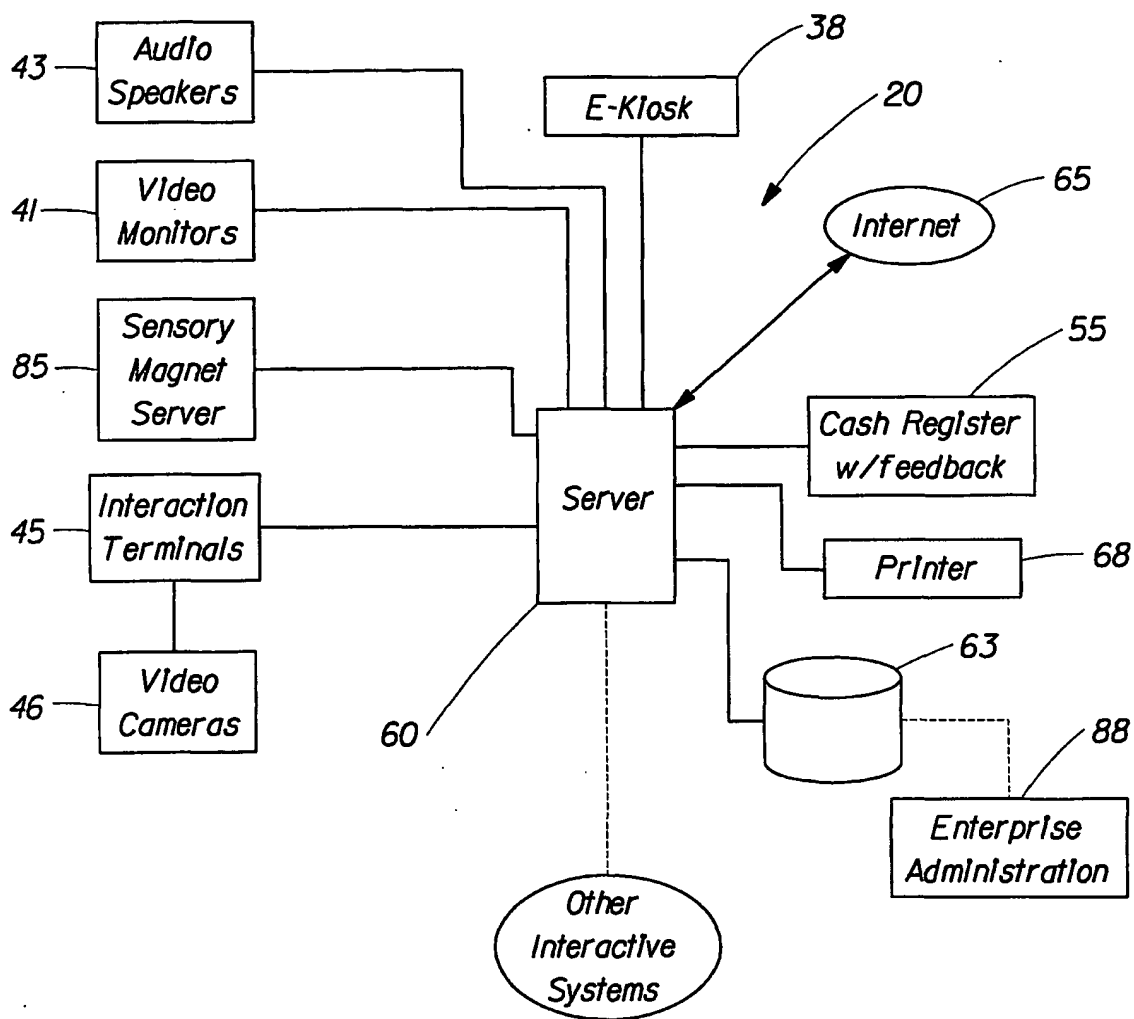 43
Audio
Speakers
38
E-Kiosk
20
41
Video
Monitors
65
Internet
85
Sensory
Magnet
Server
55
Cash Register
w/feedback
Server
45
Interaction
Terminals
Printer
68
46
Video
Cameras
60
63
88
Enterprise
Administration
Other
Interactive
Systems